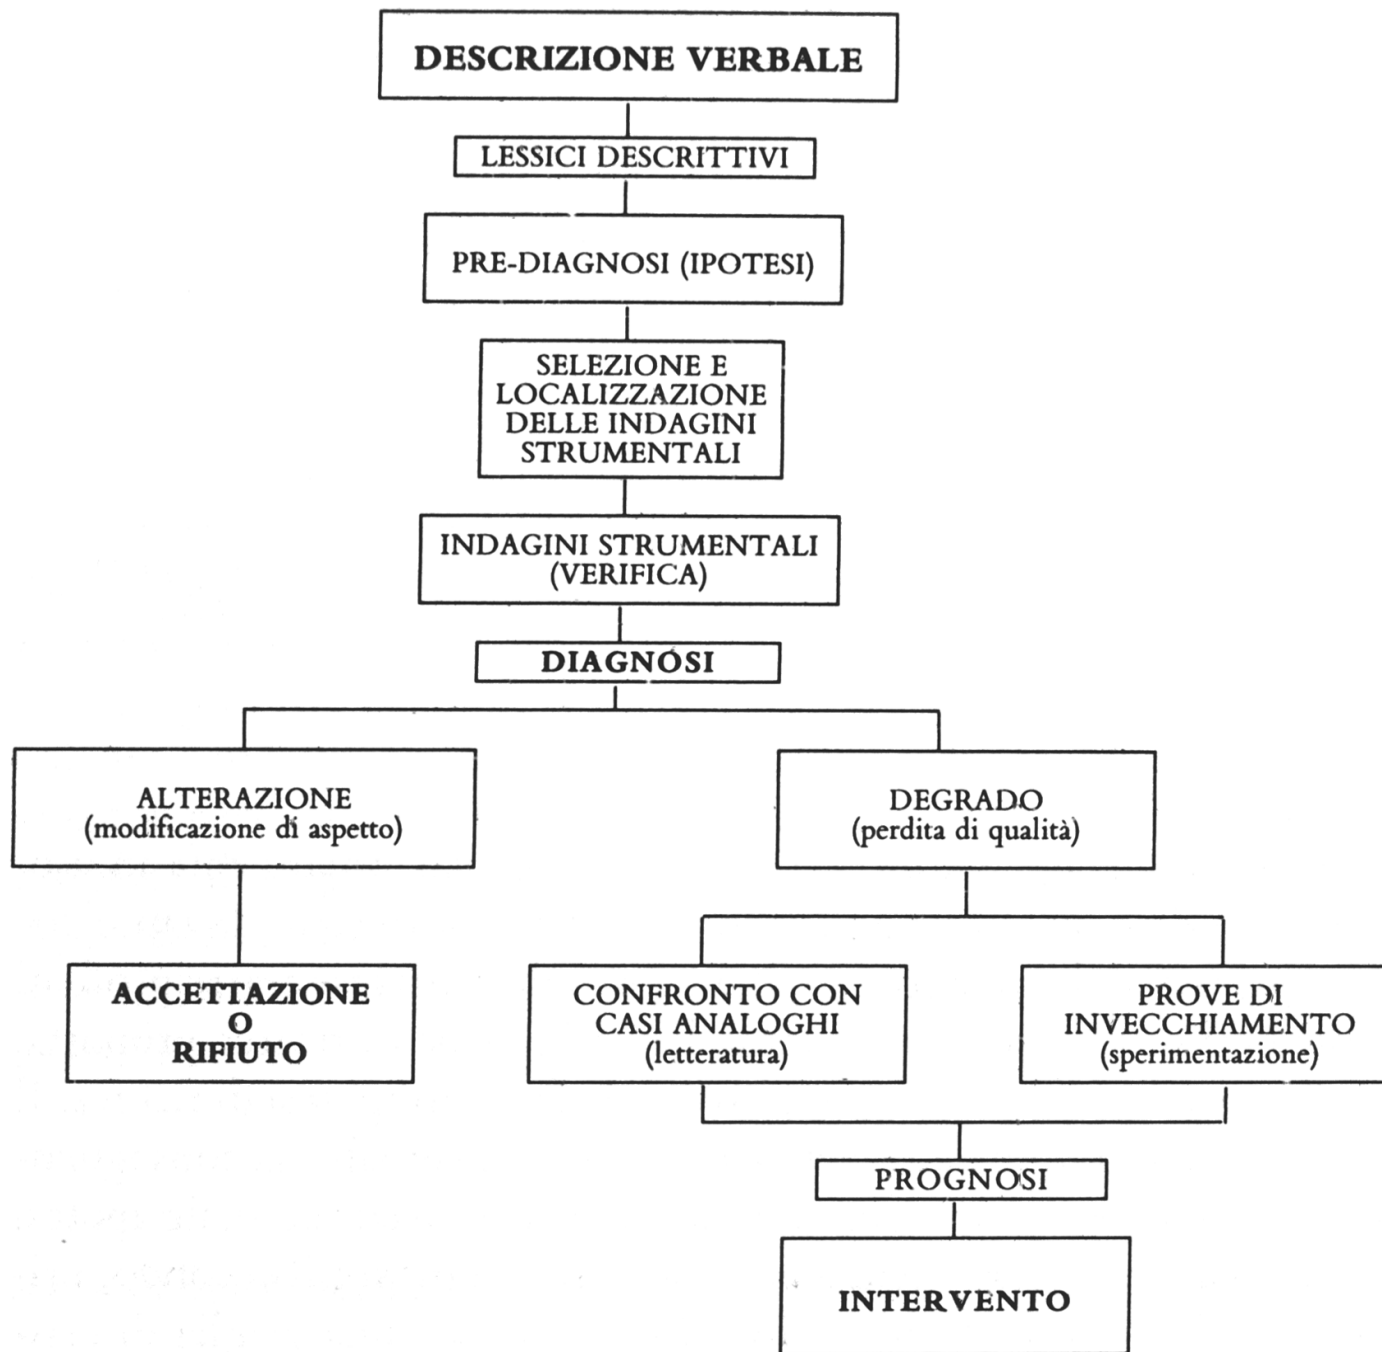 DESCRIZIONE VERBALE
LESSICI DESCRITTIVI
PRE-DIAGNOSI (IPOTESI)
SELEZIONE E
LOCALIZZAZIONE
DELLE INDAGINI
STRUMENTALI
INDAGINI STRUMENTALI
(VERIFICA)
DIAGNOSI
ALTERAZIONE
(modificazione di aspetto)
DEGRADO
(perdita di qualità)
ACCETTAZIONE
O
RIFIUTO
CONFRONTO CON
CASI ANALOGHI
(letteratura)
PROVE DI
INVECCHIAMENTO
(sperimentazione)
PROGNOSI
INTERVENTO